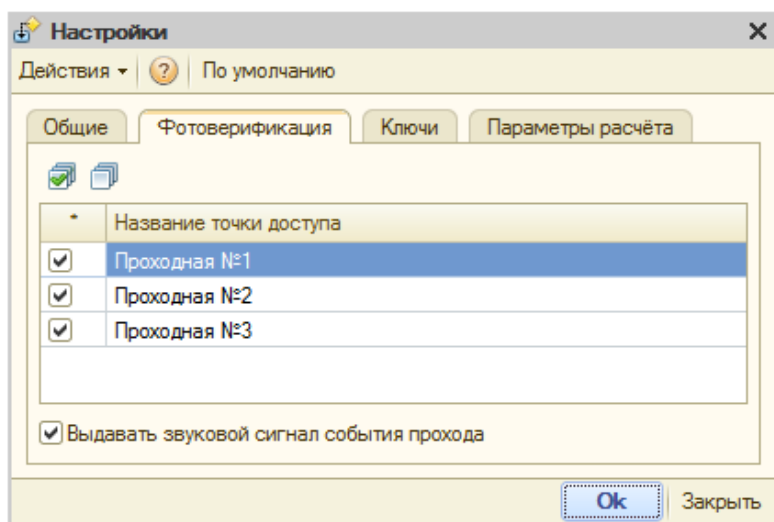 Настройки
Действия ? По умолчанию
Общие Фотоверификация Ключи Параметры расчёта
* Название точки доступа
Проходная №1
Проходная №2
Проходная №3
Выдавать звуковой сигнал события прохода
Ok Закрыть